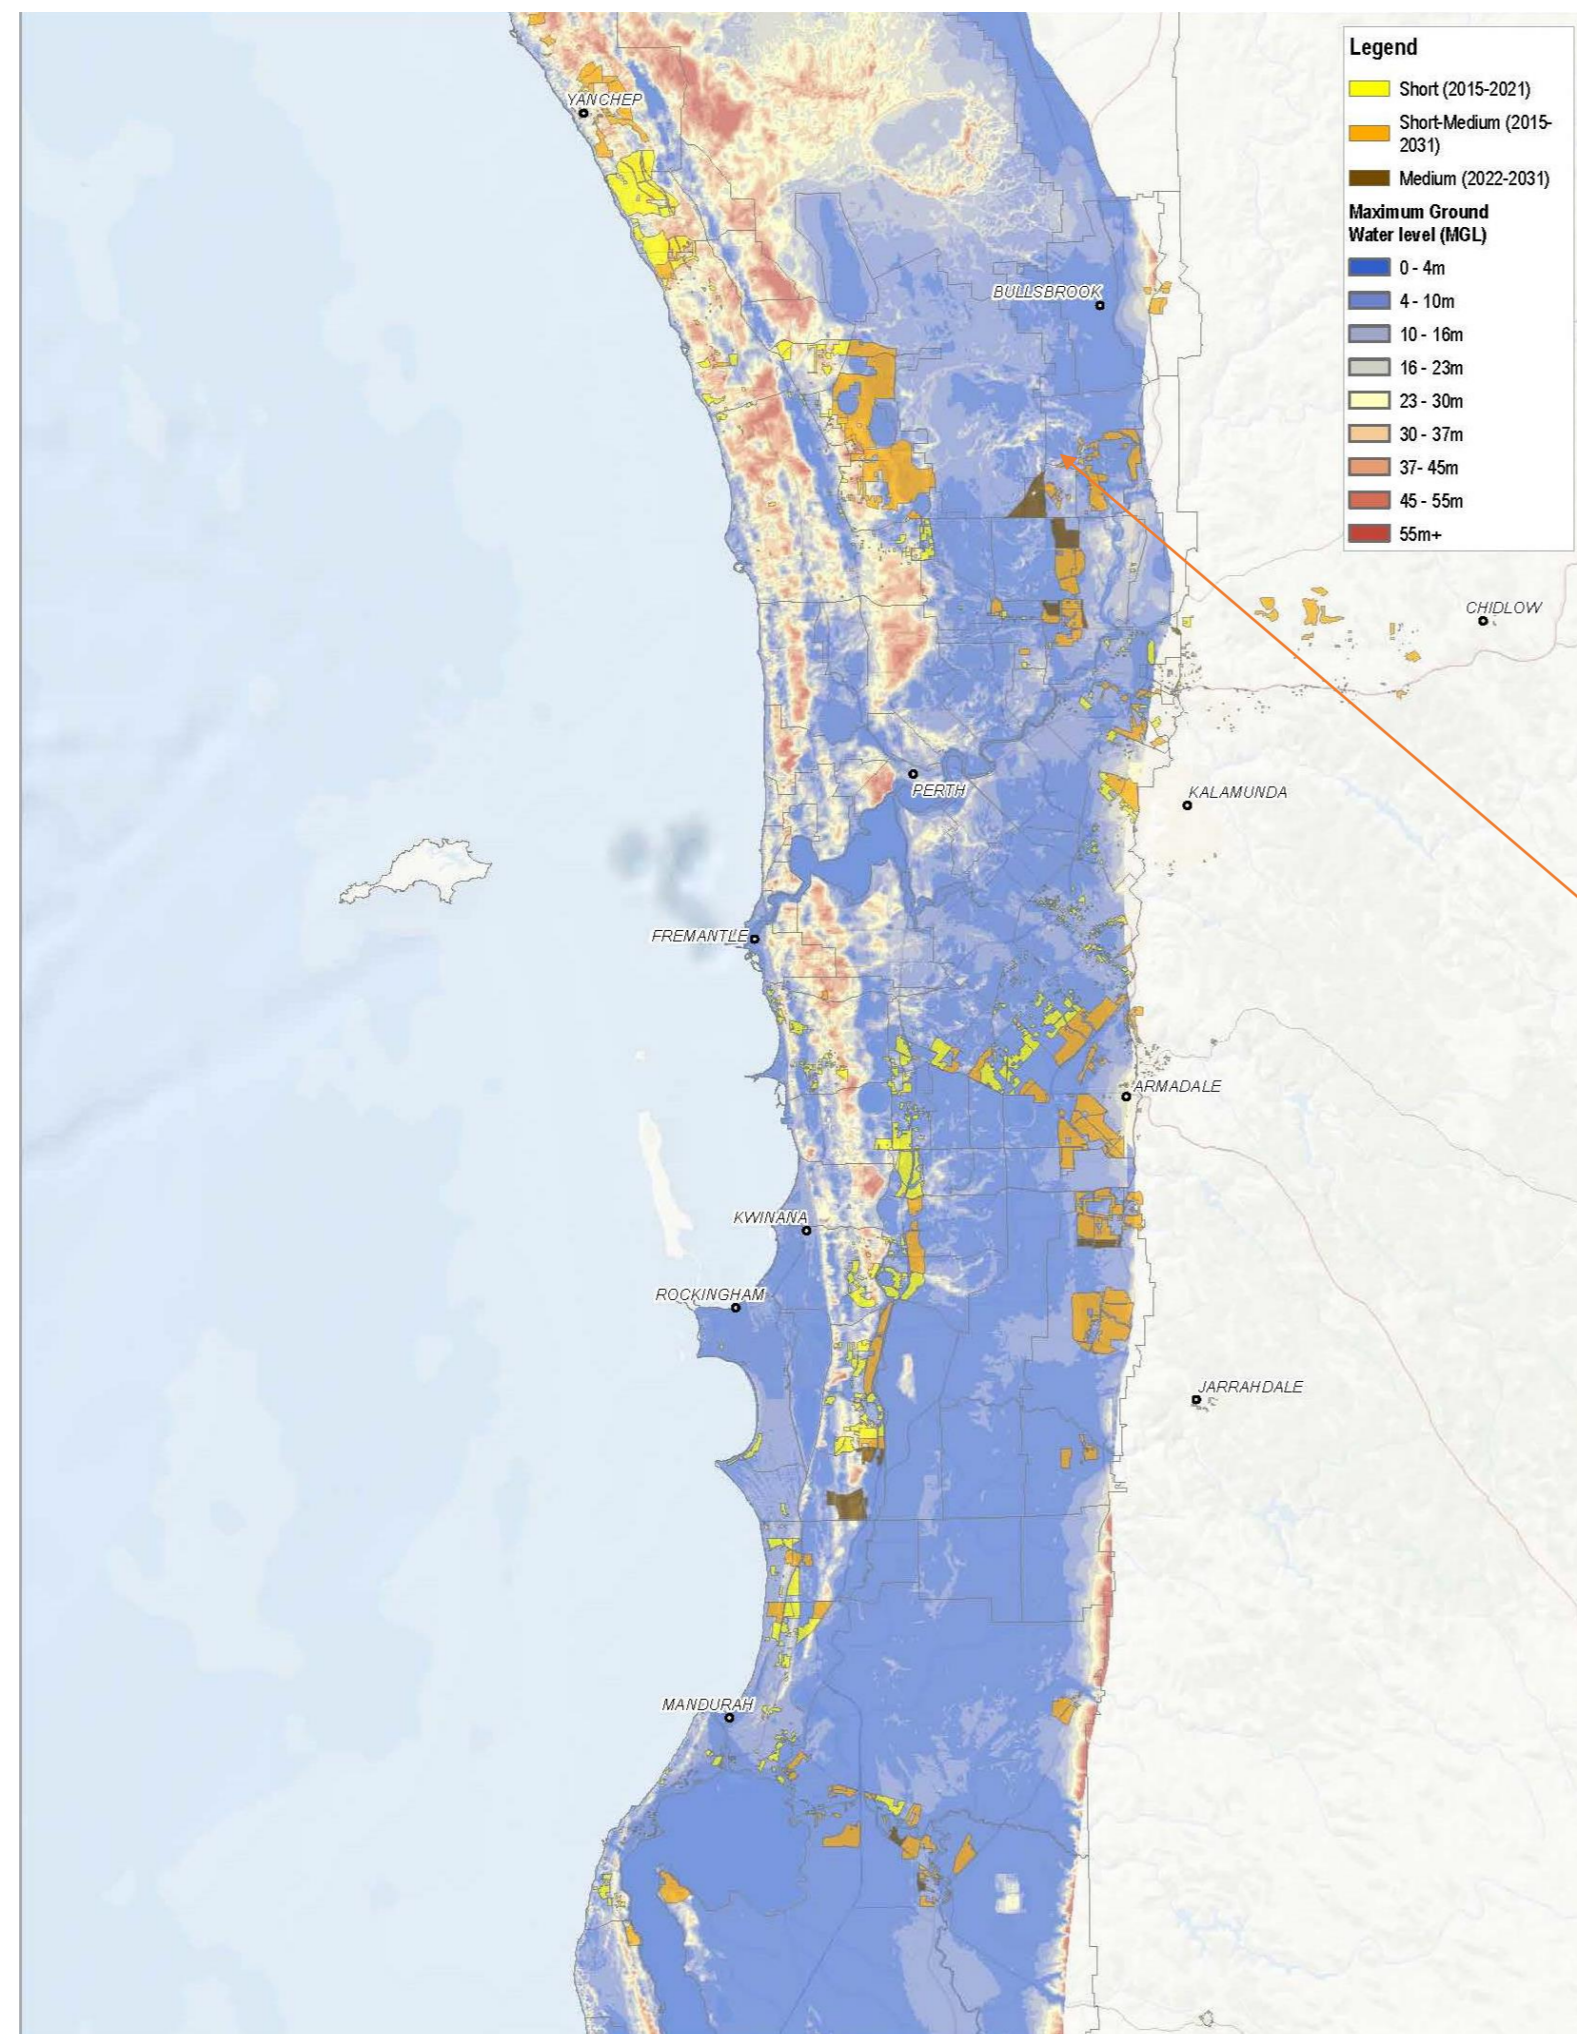 Legend
Short (2015-2021)
Short-Medium (2015-
2031)
Medium (2022-2031)
Maximum Ground
Water level (MGL)
0 - 4m
4 - 10m
10 - 16m
16 - 23m
23 - 30m
30 - 37m
37- 45m
45 - 55m
55m+
YANCHEP
BULLSBROOK
CHIDLOW
PERTH
KALAMUNDA
FREMANTLE
ARMADALE
KWINANA
ROCKINGHAM
JARRAHDALE
MANDURAH